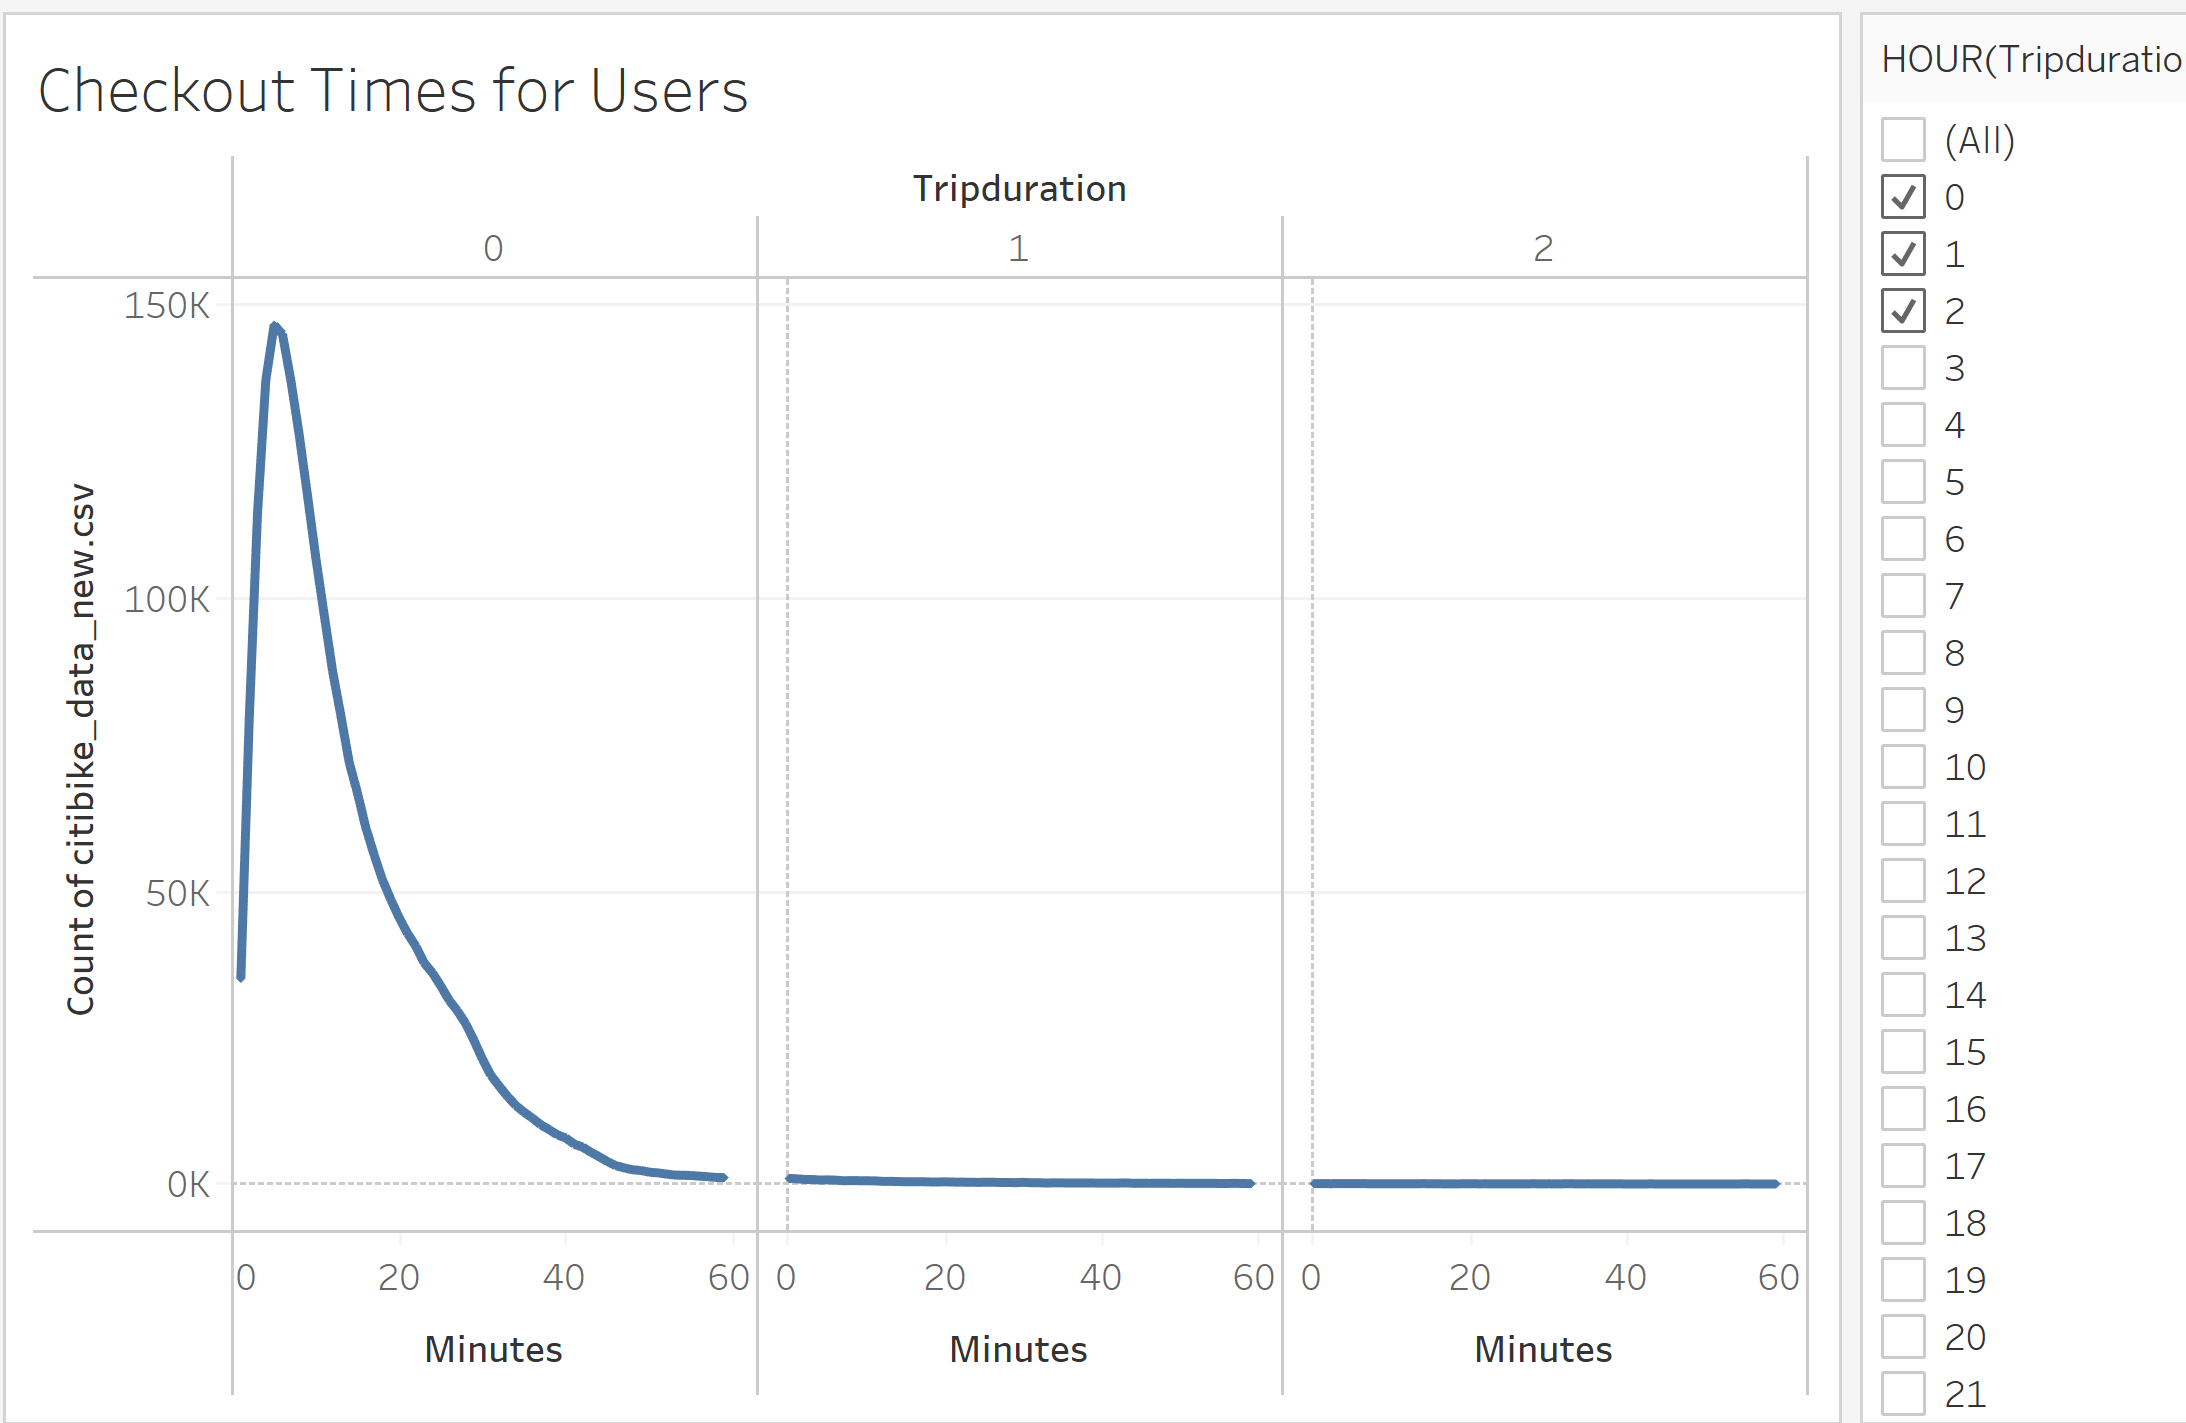 Checkout Times for Users
Tripduration
0 1 2
150K
100K
50K
0K
Count of citibike_data_new.csv
0 20 40 60 0 20 40 60 0 20 40 60
Minutes Minutes Minutes
HOUR(Tripduratio
(All)
0
1
2
3
4
5
6
7
8
9
10
11
12
13
14
15
16
17
18
19
20
21